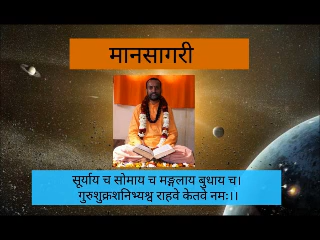 मानसागरी
सूर्याय च सोमाय च मङ्गलाय बुधाय च।
गुरुशुक्रशनिभ्यश्च राहवे केतवे नमः।।